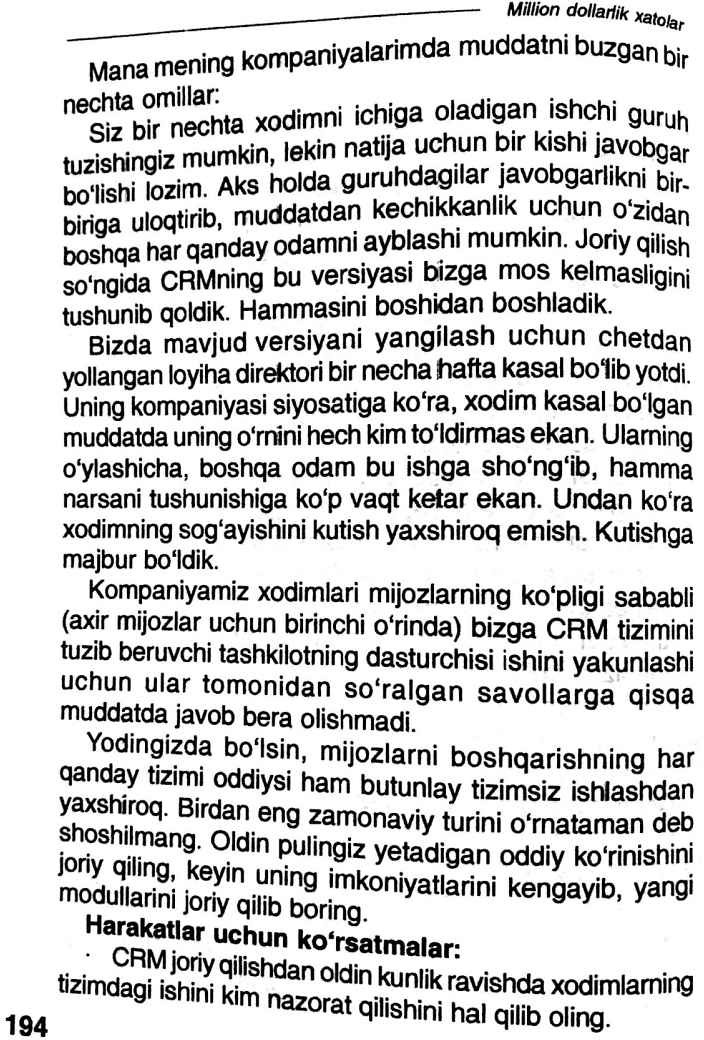 Million dollarlik xatolar
Mana mening kompaniyalarimda muddatni buzgan bir
nechta omillar:
Siz bir nechta xodimni ichiga oladigan ishchi guruh
tuzishingiz mumkin, lekin natija uchun bir kishi javobgar
bo‘lishi lozim. Aks holda guruhdagilar javobgarlikni bir-
biriga uloqtirib, muddatdan kechikkanlik uchun o‘zidan
boshqa har qanday odamni ayblashi mumkin. Joriy qilish
so‘ngida CRMning bu versiyasi bizga mos kelmasligini
tushunib qoldik. Hammasini boshidan boshladik.
Bizda mavjud versiyani yangilash uchun chetdan
yollangan loyiha direktori bir necha hafta kasal bo‘lib yotdi.
Uning kompaniyasi siyosatiga ko‘ra, xodim kasal bo‘lgan
muddatda uning o‘rnini hech kim to‘ldirmas ekan. Ularning
o‘ylashicha, boshqa odam bu ishga sho‘ng‘ib, hamma
narsani tushunishiga ko‘p vaqt ketar ekan. Undan ko‘ra
xodimning sog‘ayishini kutish yaxshiroq emish. Kutishga
majbur bo‘ldik.
Kompaniyamiz xodimlari mijozlarning ko‘pligi sababli
(axir mijozlar uchun birinchi o‘rinda) bizga CRM tizimini
tuzib beruvchi tashkilotning dasturchisi ishini yakunlashi
uchun ular tomonidan so‘ralgan savollarga qisqa
muddatda javob bera olishmadi.
Yodingizda bo‘lsin, mijozlarni boshqarishning har
qanday tizimi oddiysi ham butunlay tizimsiz ishlashdan
yaxshiroq. Birdan eng zamonaviy turini o‘rnataman deb
shoshilmang. Oldin pulingiz yetadigan oddiy ko‘rinishini
joriy qiling, keyin uning imkoniyatlarini kengayib, yangi
modullarini joriy qilib boring.
Harakatlar uchun ko‘rsatmalar:
· CRM joriy qilishdan oldin kunlik ravishda xodimlarning
tizimdagi ishini kim nazorat qilishini hal qilib oling.
194